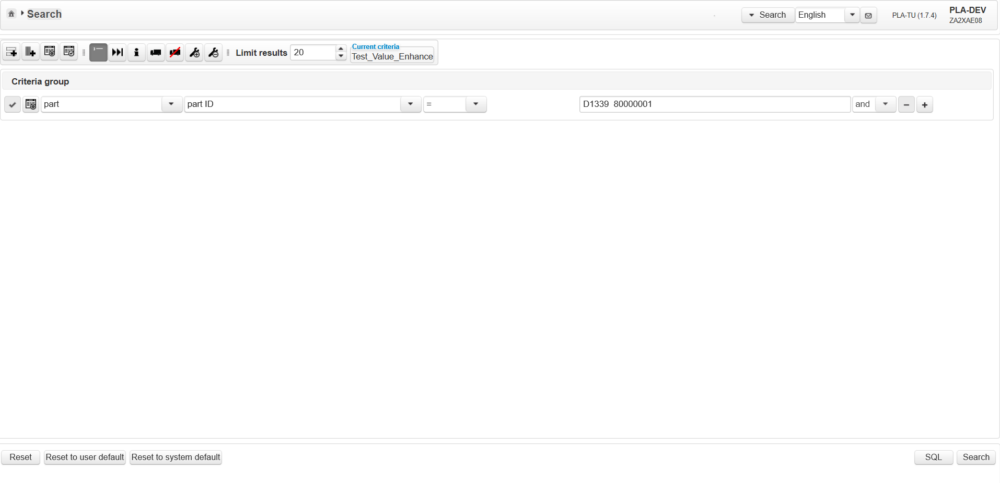 Search
Search English PLA-TU (1.7.4) PLA-DEV
ZA2XAE08
Limit results 20 Current criteria
Test_Value_Enhance
Criteria group
part part ID = D1339  80000001 and
Reset Reset to user default Reset to system default SQL Search